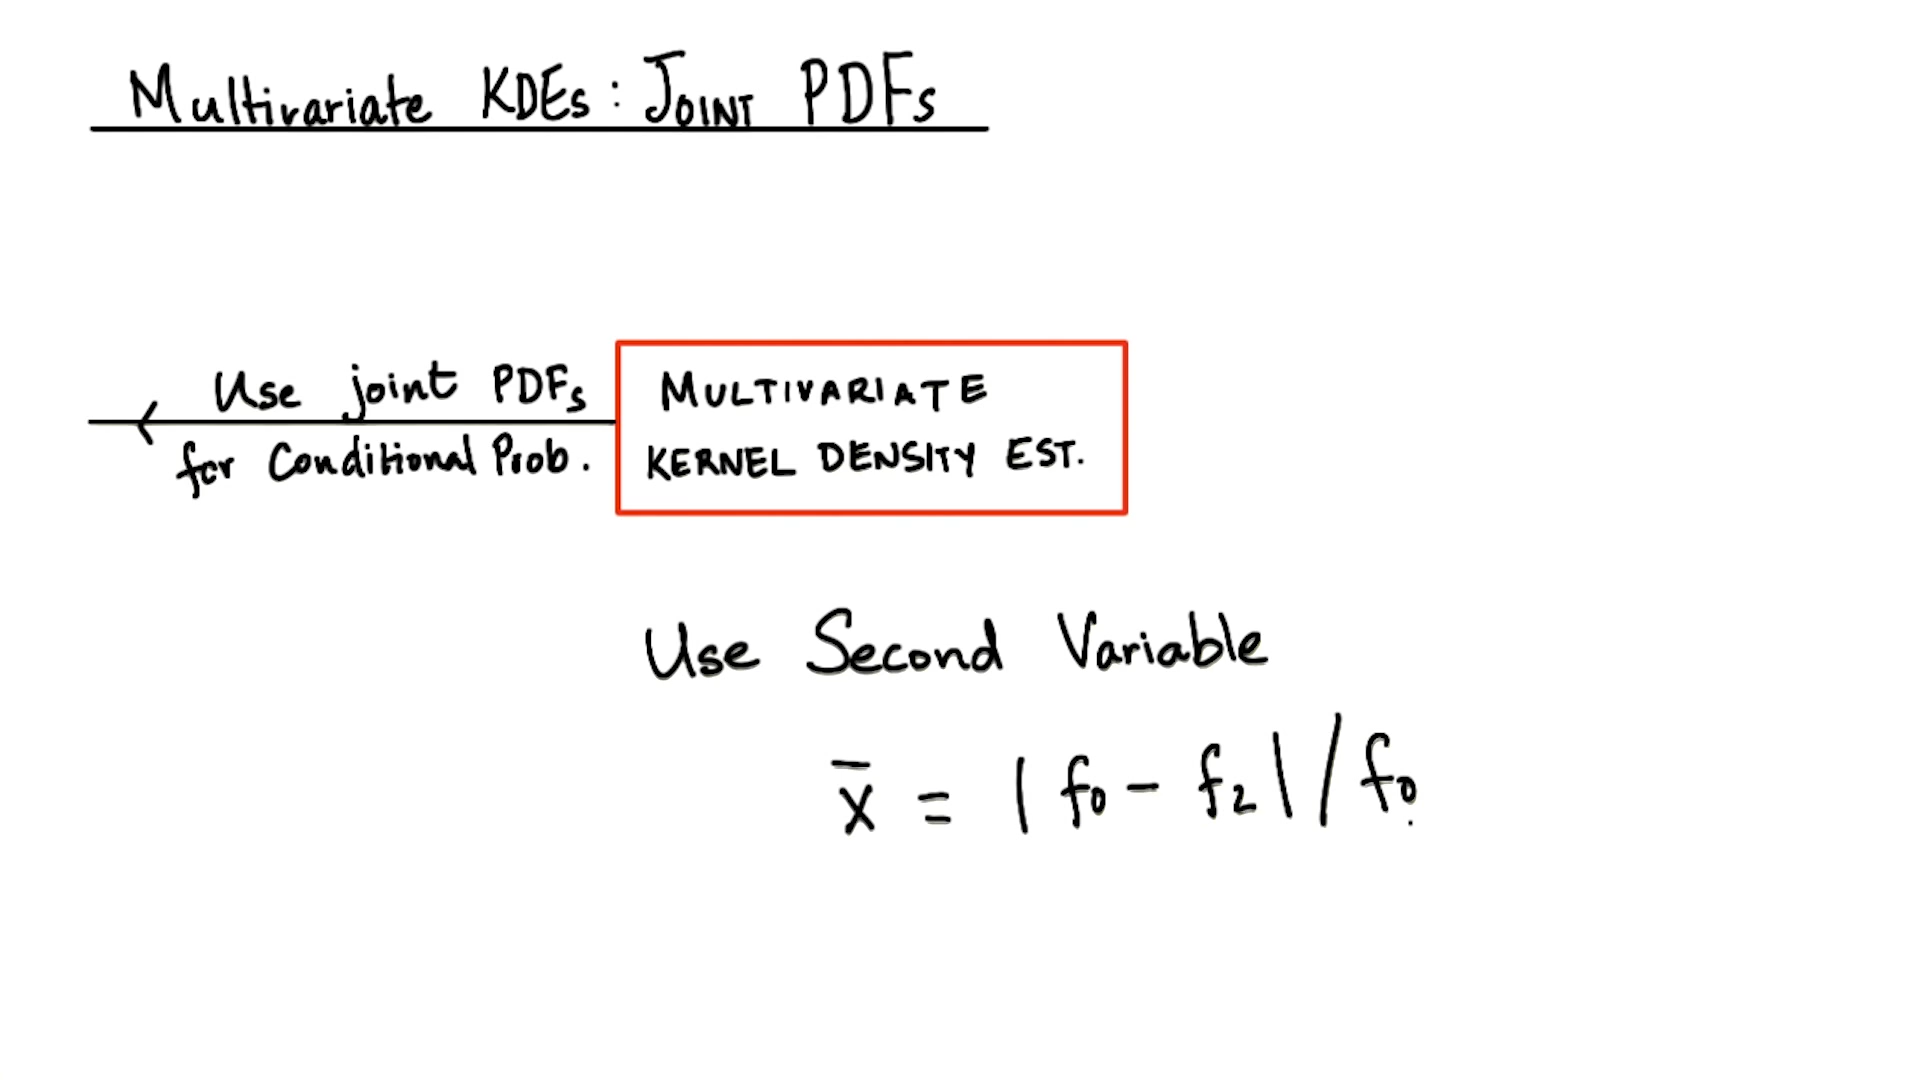 Multivariate KDEs: JOINT PDFs
Use joint PDFs
for Conditional Prob.
MULTIVARIATE
KERNEL DENSITY EST.
Use Second Variable
x̄ = | f₀ - f₂ | / f₀